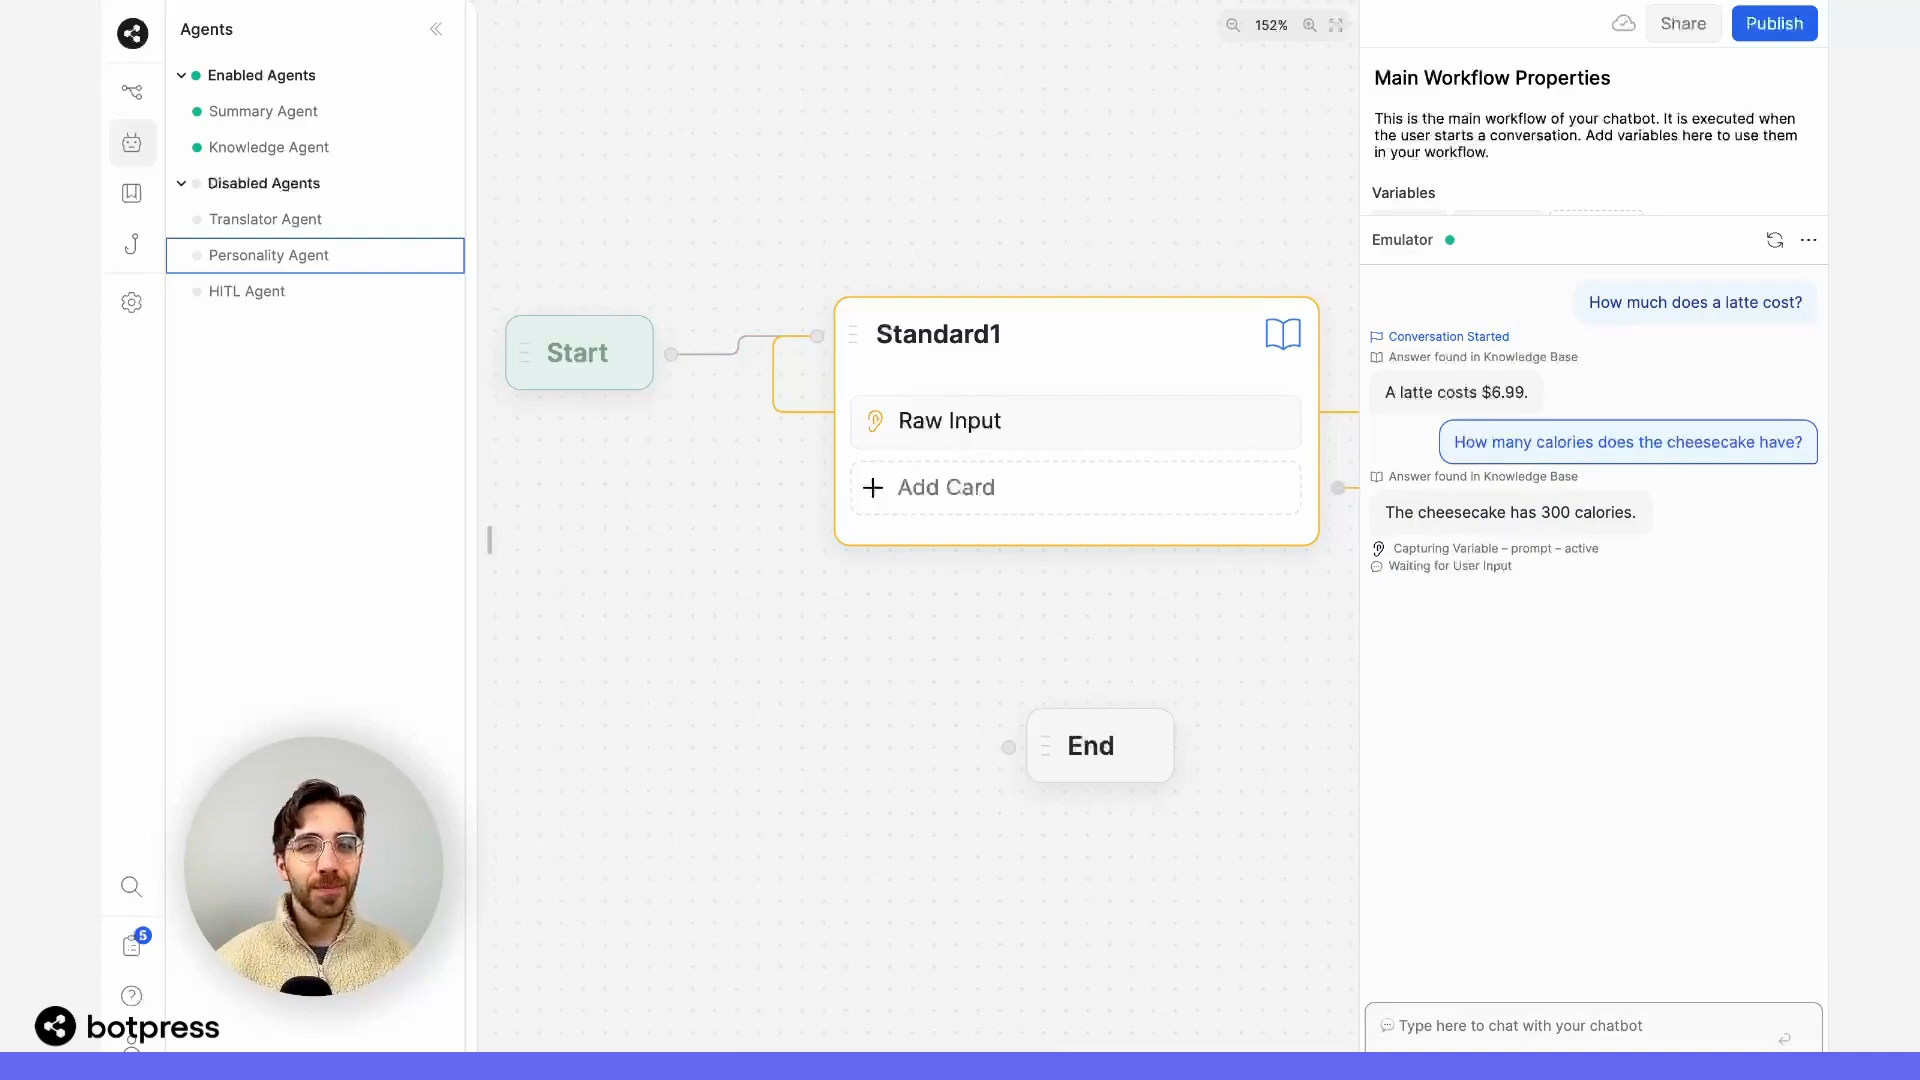 Agents
Enabled Agents
Summary Agent
Knowledge Agent
Disabled Agents
Translator Agent
Personality Agent
HITL Agent
5
botpress
152%
Start
Standard1
Raw Input
Add Card
End
Share
Publish
Main Workflow Properties
This is the main workflow of your chatbot. It is executed when
the user starts a conversation. Add variables here to use them
in your workflow.
Variables
Emulator
How much does a latte cost?
Conversation Started
Answer found in Knowledge Base
A latte costs $6.99.
How many calories does the cheesecake have?
Answer found in Knowledge Base
The cheesecake has 300 calories.
Capturing Variable – prompt – active
Waiting for User Input
Type here to chat with your chatbot